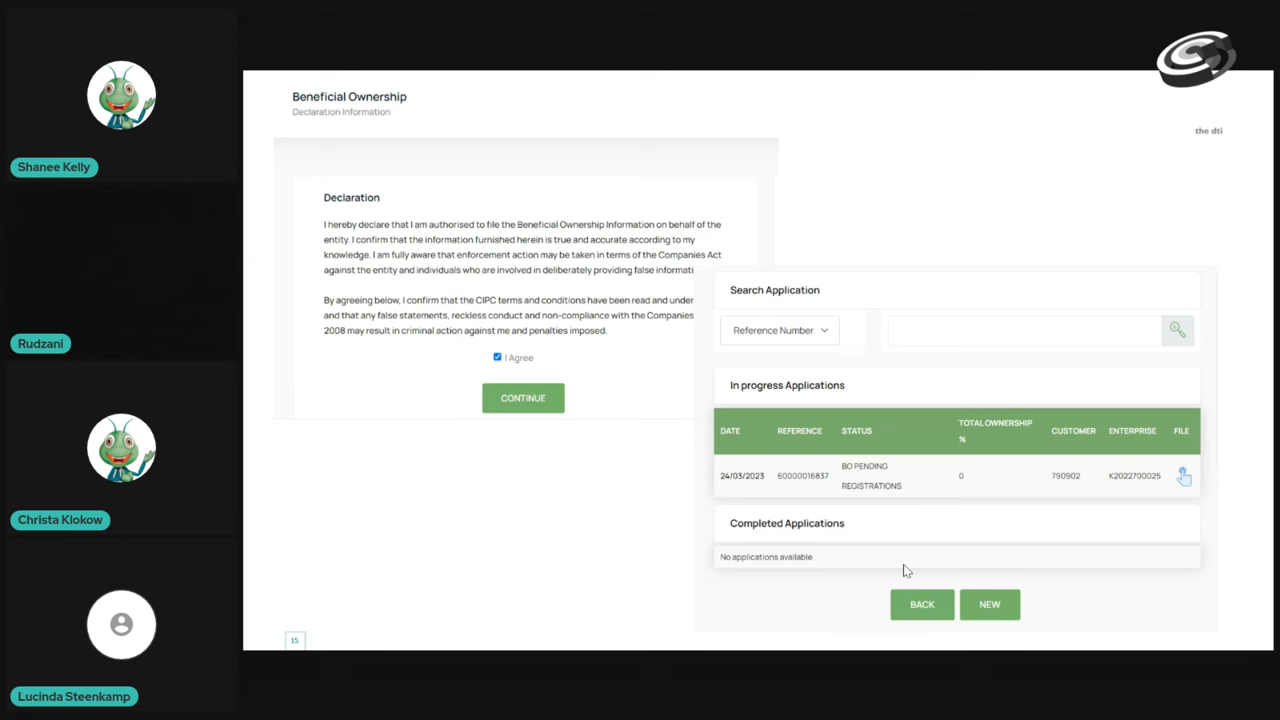 Shanee Kelly
Rudzani
Christa Klokow
Lucinda Steenkamp
the dti
Beneficial Ownership
Declaration Information
Declaration
I hereby declare that I am authorised to file the Beneficial Ownership Information on behalf of the
entity. I confirm that the information furnished herein is true and accurate according to my
knowledge. I am fully aware that enforcement action may be taken in terms of the Companies Act
against the entity and individuals who are involved in deliberately providing false informati
By agreeing below, I confirm that the CIPC terms and conditions have been read and under
and that any false statements, reckless conduct and non-compliance with the Companies
2008 may result in criminal action against me and penalties imposed.
I Agree
CONTINUE
Search Application
Reference Number
In progress Applications
DATE REFERENCE STATUS TOTAL OWNERSHIP % CUSTOMER ENTERPRISE FILE
24/03/2023 60000016837 BO PENDING REGISTRATIONS 0 790902 K2022700025
Completed Applications
No applications available
BACK NEW
15